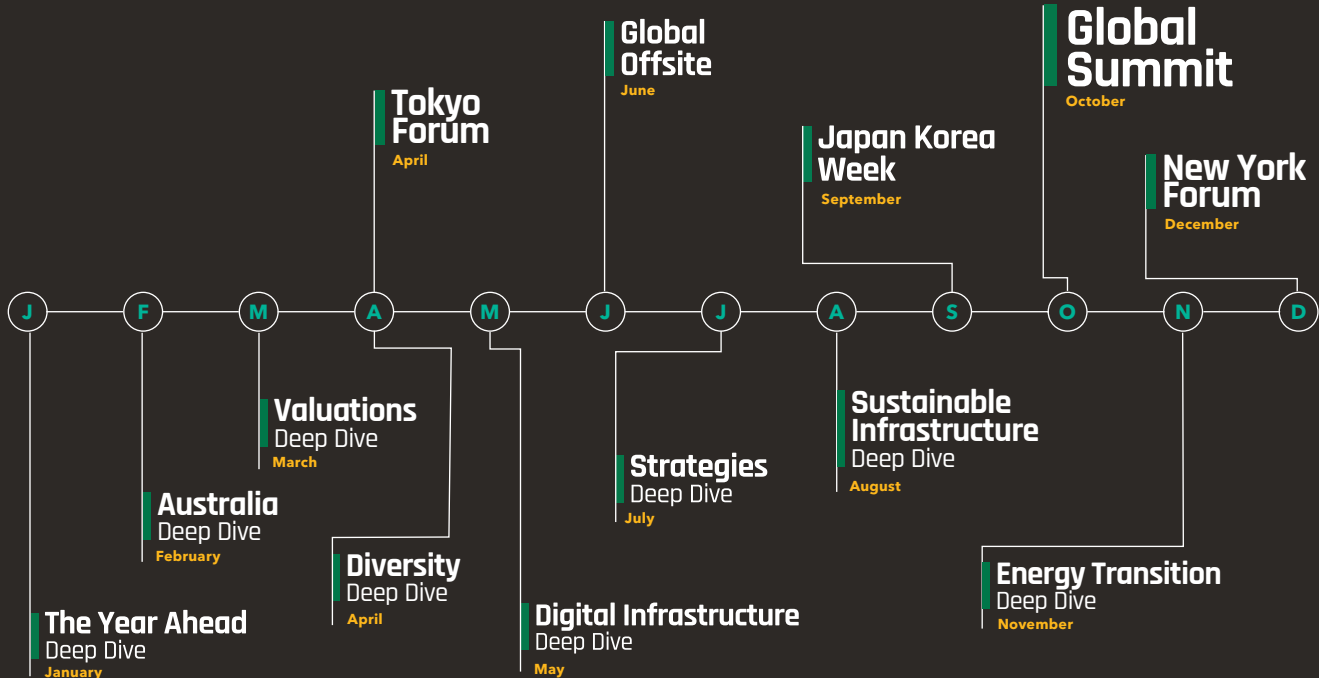 Global
Offsite
June
Global
Summit
October
Tokyo
Forum
April
Japan Korea
Week
September
New York
Forum
December
J
F
M
A
M
J
J
A
S
O
N
D
Valuations
Deep Dive
March
Australia
Deep Dive
February
The Year Ahead
Deep Dive
January
Diversity
Deep Dive
April
Digital Infrastructure
Deep Dive
May
Strategies
Deep Dive
July
Sustainable
Infrastructure
Deep Dive
August
Energy Transition
Deep Dive
November